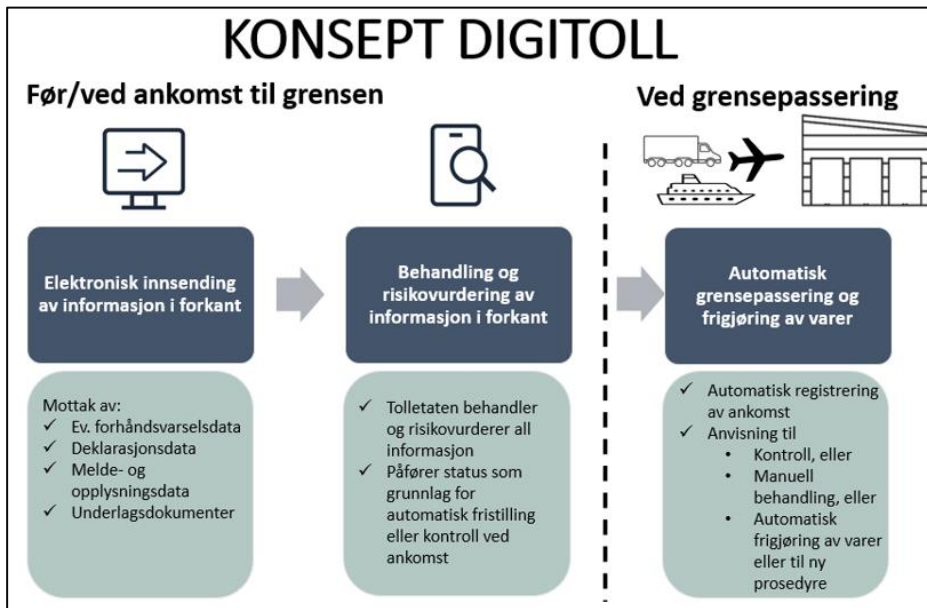 KONSEPT DIGITOLL
Før/ved ankomst til grensen
Ved grensepassering
Elektronisk innsending
av informasjon i forkant
Behandling og
risikovurdering av
informasjon i forkant
Automatisk
grensepassering og
frigjøring av varer
Mottak av:
✓ Ev. forhåndsvarselsdata
✓ Deklarasjonsdata
✓ Melde- og
opplysningsdata
✓ Underlagsdokumenter
✓ Tolletaten behandler
og risikovurderer all
informasjon
✓ Påfører status som
grunnlag for
automatisk fristilling
eller kontroll ved
ankomst
✓ Automatisk registrering
av ankomst
✓ Anvisning til
• Kontroll, eller
• Manuell
behandling, eller
• Automatisk
frigjøring av varer
eller til ny
prosedyre